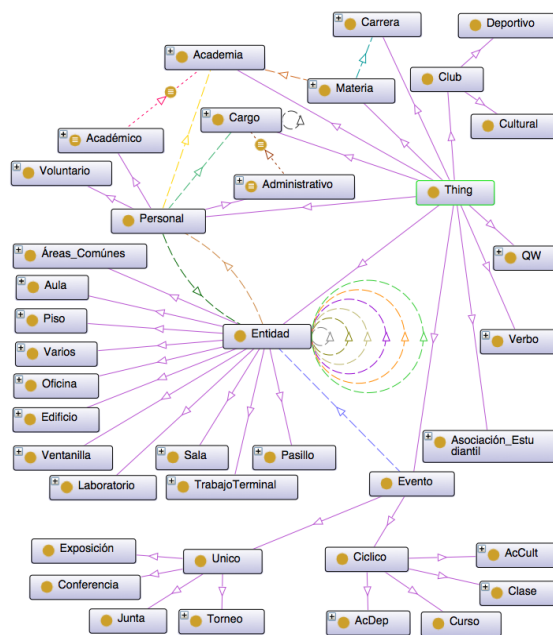 Deportivo
Carrera
Academia
Club
Materia
Cultural
Cargo
Académico
Voluntario
Administrativo
Thing
Personal
Áreas_Comúnes
QW
Aula
Piso
Entidad
Verbo
Varios
Oficina
Edificio
Asociación_Estu
diantil
Ventanilla
Sala
Pasillo
Laboratorio
TrabajoTerminal
Evento
Exposición
Unico
Ciclico
AcCult
Conferencia
Clase
Junta
Torneo
AcDep
Curso